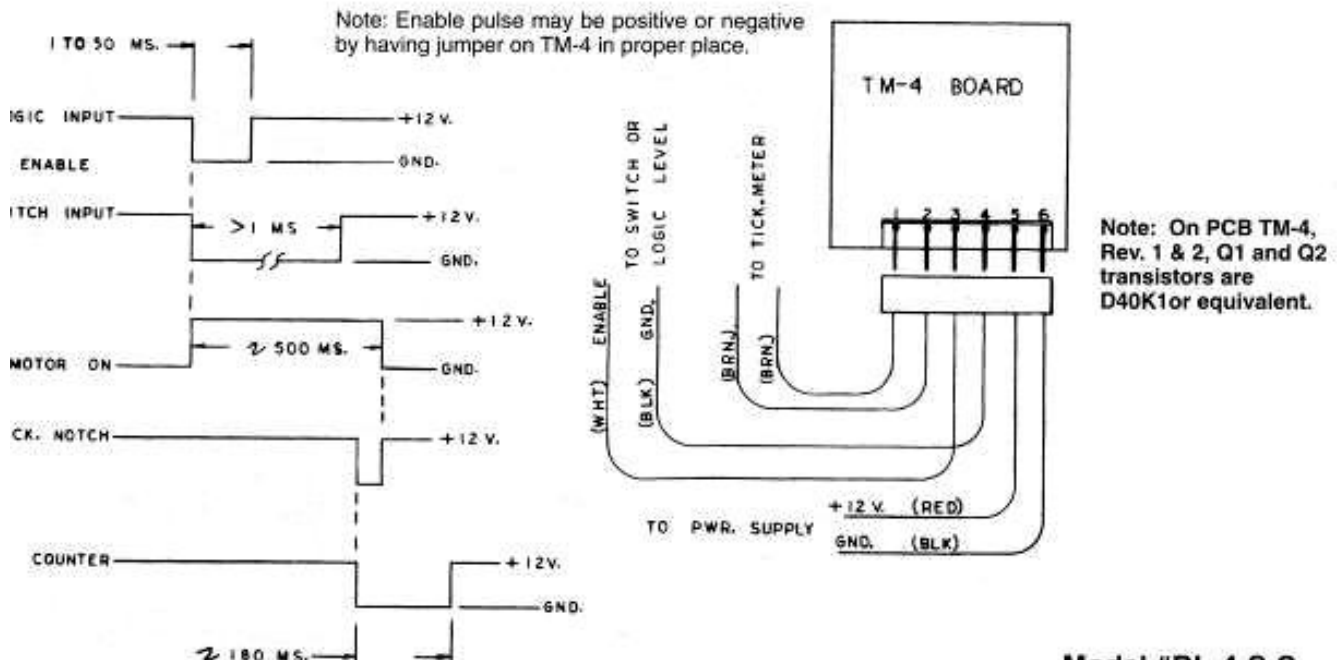 Note: Enable pulse may be positive or negative
by having jumper on TM-4 in proper place.
1 TO 50 MS.
INPUT
+12 V.
GND.
ENABLE
INPUT
>1 MS
+12V.
GND.
+12V.
~ 500 MS.
MOTOR ON
GND.
NOTCH
+12 V.
COUNTER
+12V.
GND.
~ 180 MS.
TM-4 BOARD
1 2 3 4 5 6
TO SWITCH OR
LOGIC LEVEL
TO TICK.METER
(WHT) ENABLE
(BLK) GND.
(BRN.)
(BRN.)
+12 V. (RED)
TO PWR. SUPPLY
GND. (BLK)
Note: On PCB TM-4,
Rev. 1 & 2, Q1 and Q2
transistors are
D40K1or equivalent.